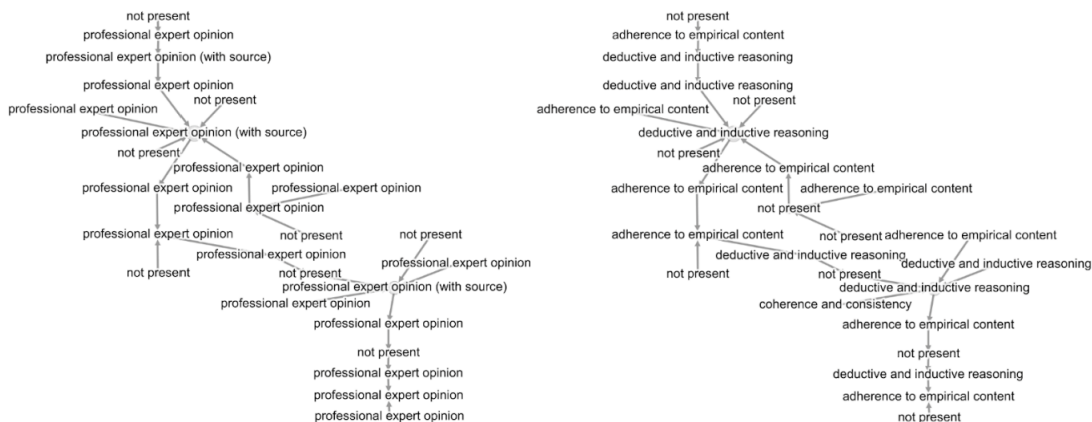 not present
professional expert opinion
professional expert opinion (with source)
professional expert opinion
not present
professional expert opinion
professional expert opinion (with source)
not present
professional expert opinion
professional expert opinion
professional expert opinion
professional expert opinion
professional expert opinion
not present
not present
professional expert opinion
professional expert opinion
not present
not present
professional expert opinion (with source)
professional expert opinion
professional expert opinion
not present
professional expert opinion
professional expert opinion
professional expert opinion
not present
adherence to empirical content
deductive and inductive reasoning
deductive and inductive reasoning
not present
adherence to empirical content
deductive and inductive reasoning
not present
adherence to empirical content
adherence to empirical content
adherence to empirical content
not present
adherence to empirical content
not present
adherence to empirical content
deductive and inductive reasoning
deductive and inductive reasoning
not present
not present
deductive and inductive reasoning
coherence and consistency
adherence to empirical content
not present
deductive and inductive reasoning
adherence to empirical content
not present